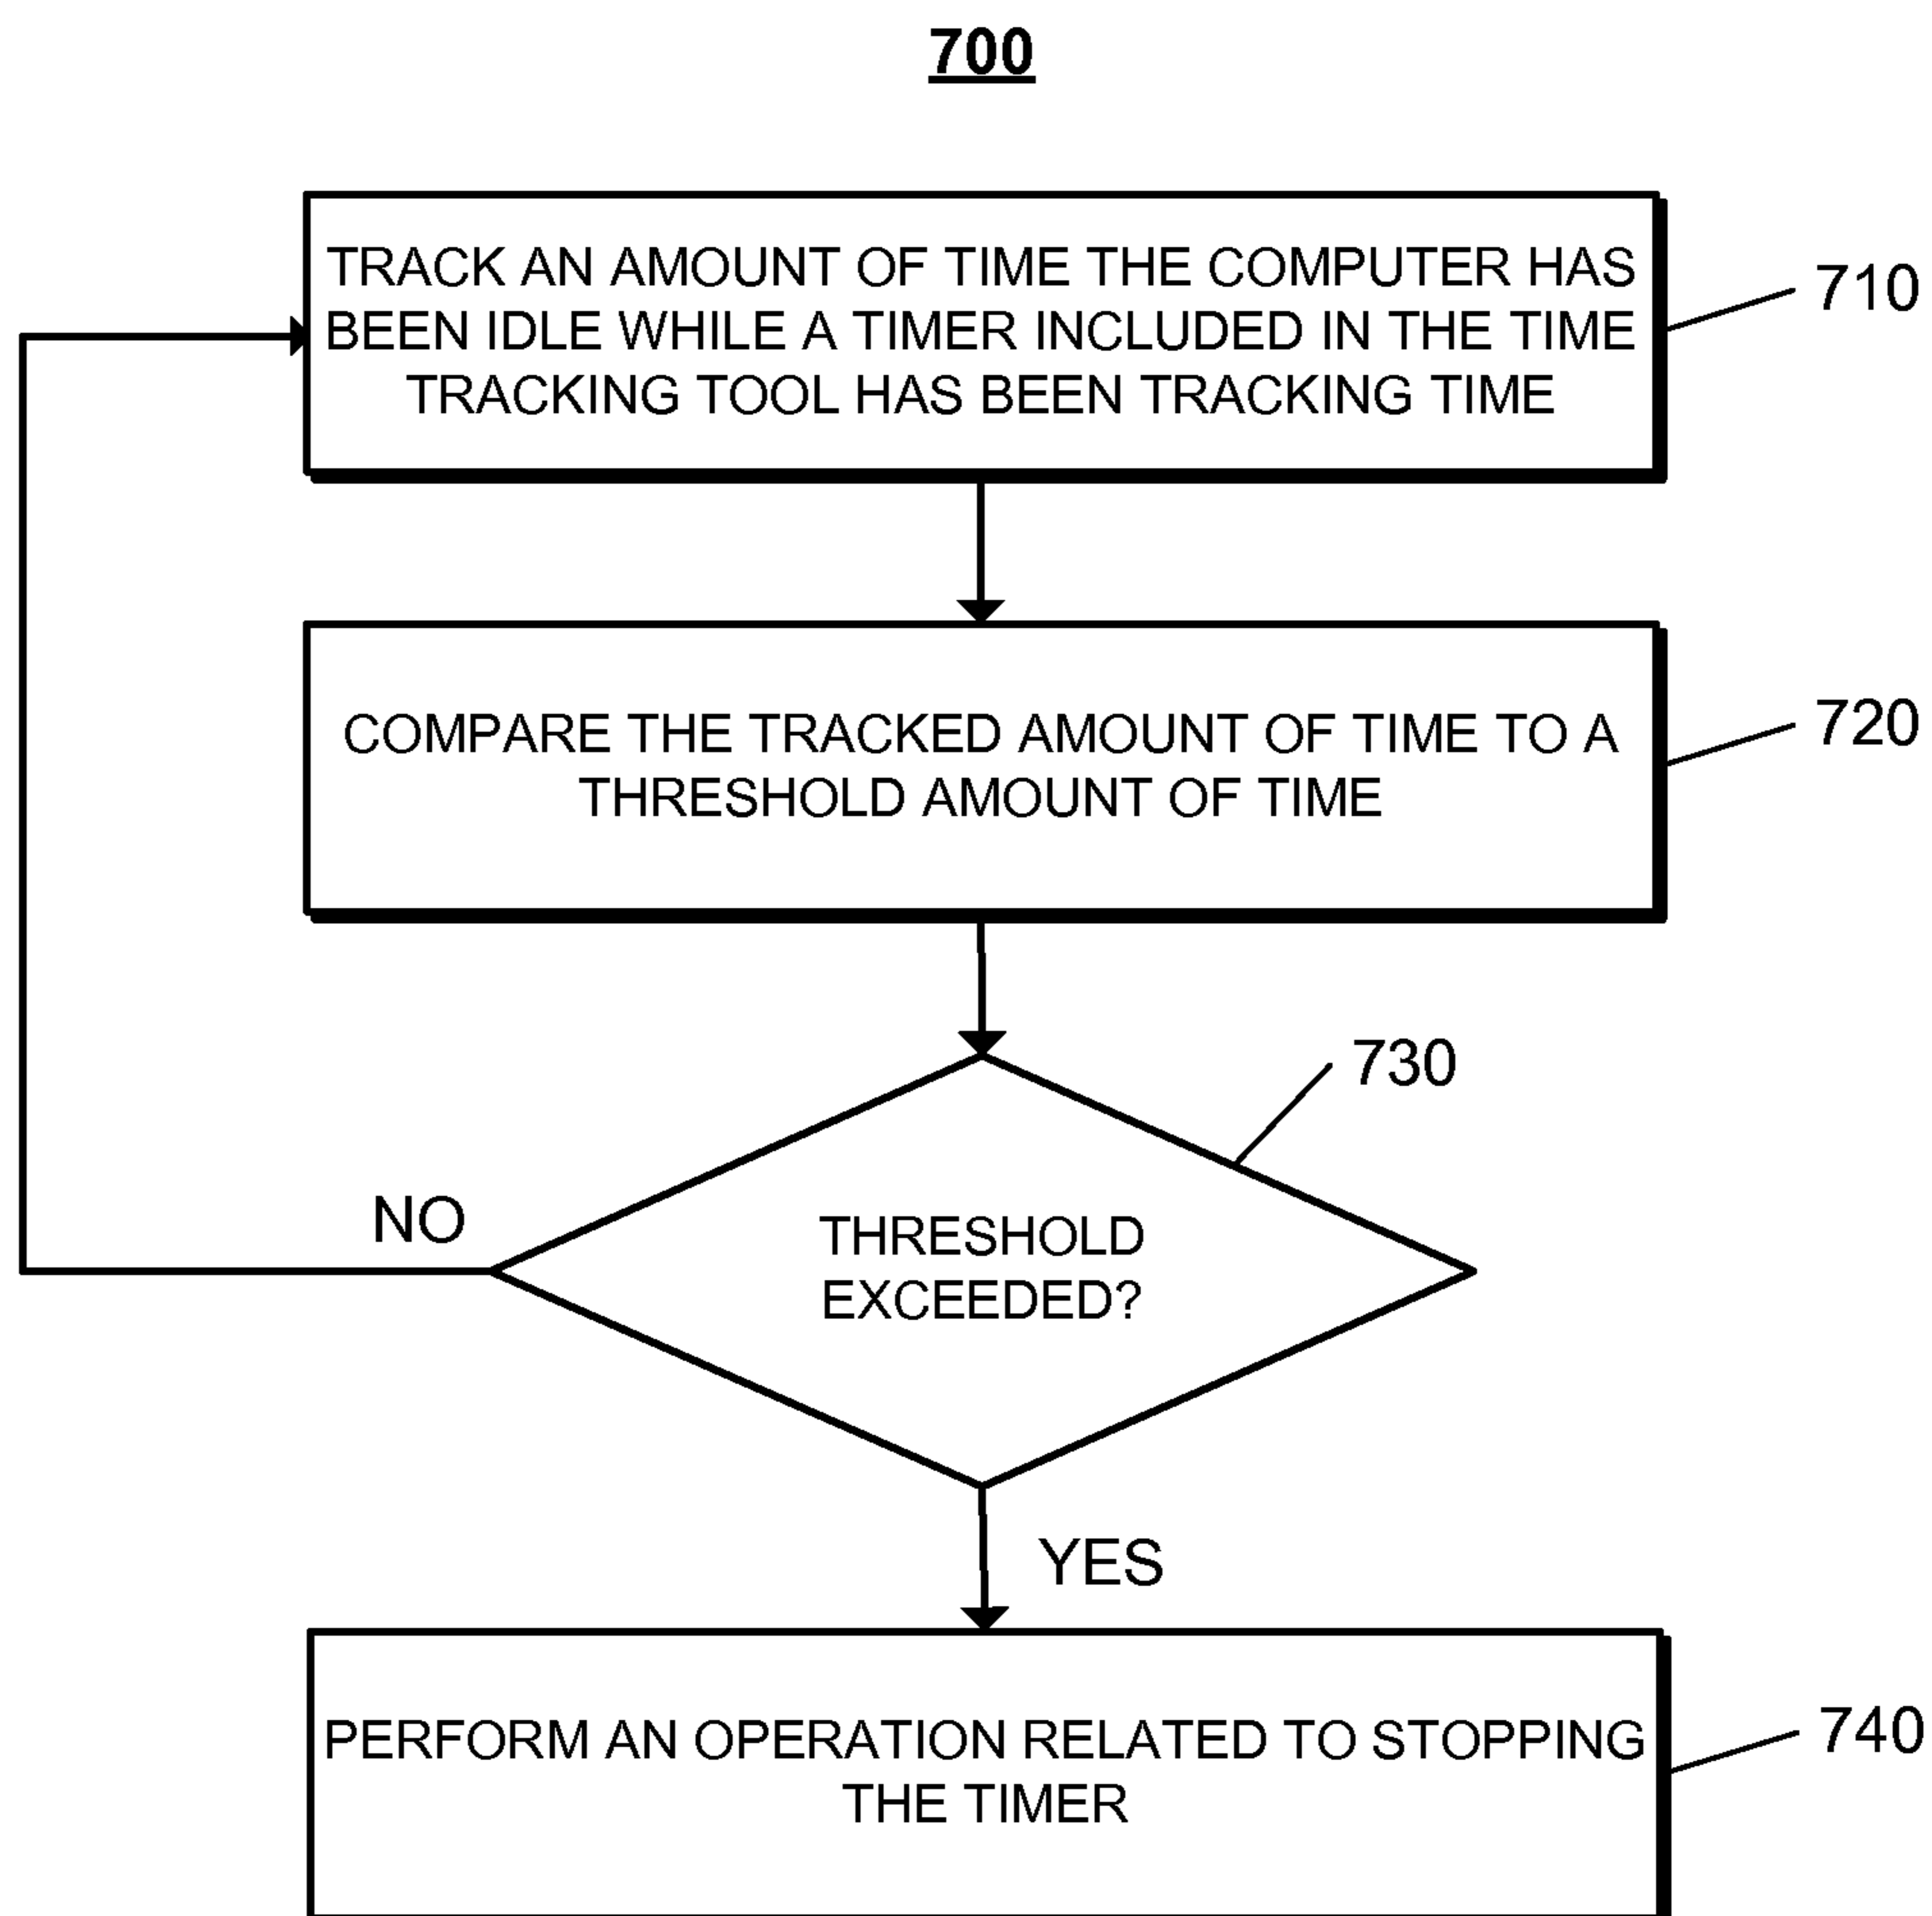 700
TRACK AN AMOUNT OF TIME THE COMPUTER HAS
BEEN IDLE WHILE A TIMER INCLUDED IN THE TIME
TRACKING TOOL HAS BEEN TRACKING TIME
710
COMPARE THE TRACKED AMOUNT OF TIME TO A
THRESHOLD AMOUNT OF TIME
720
730
THRESHOLD
EXCEEDED?
NO
YES
PERFORM AN OPERATION RELATED TO STOPPING
THE TIMER
740